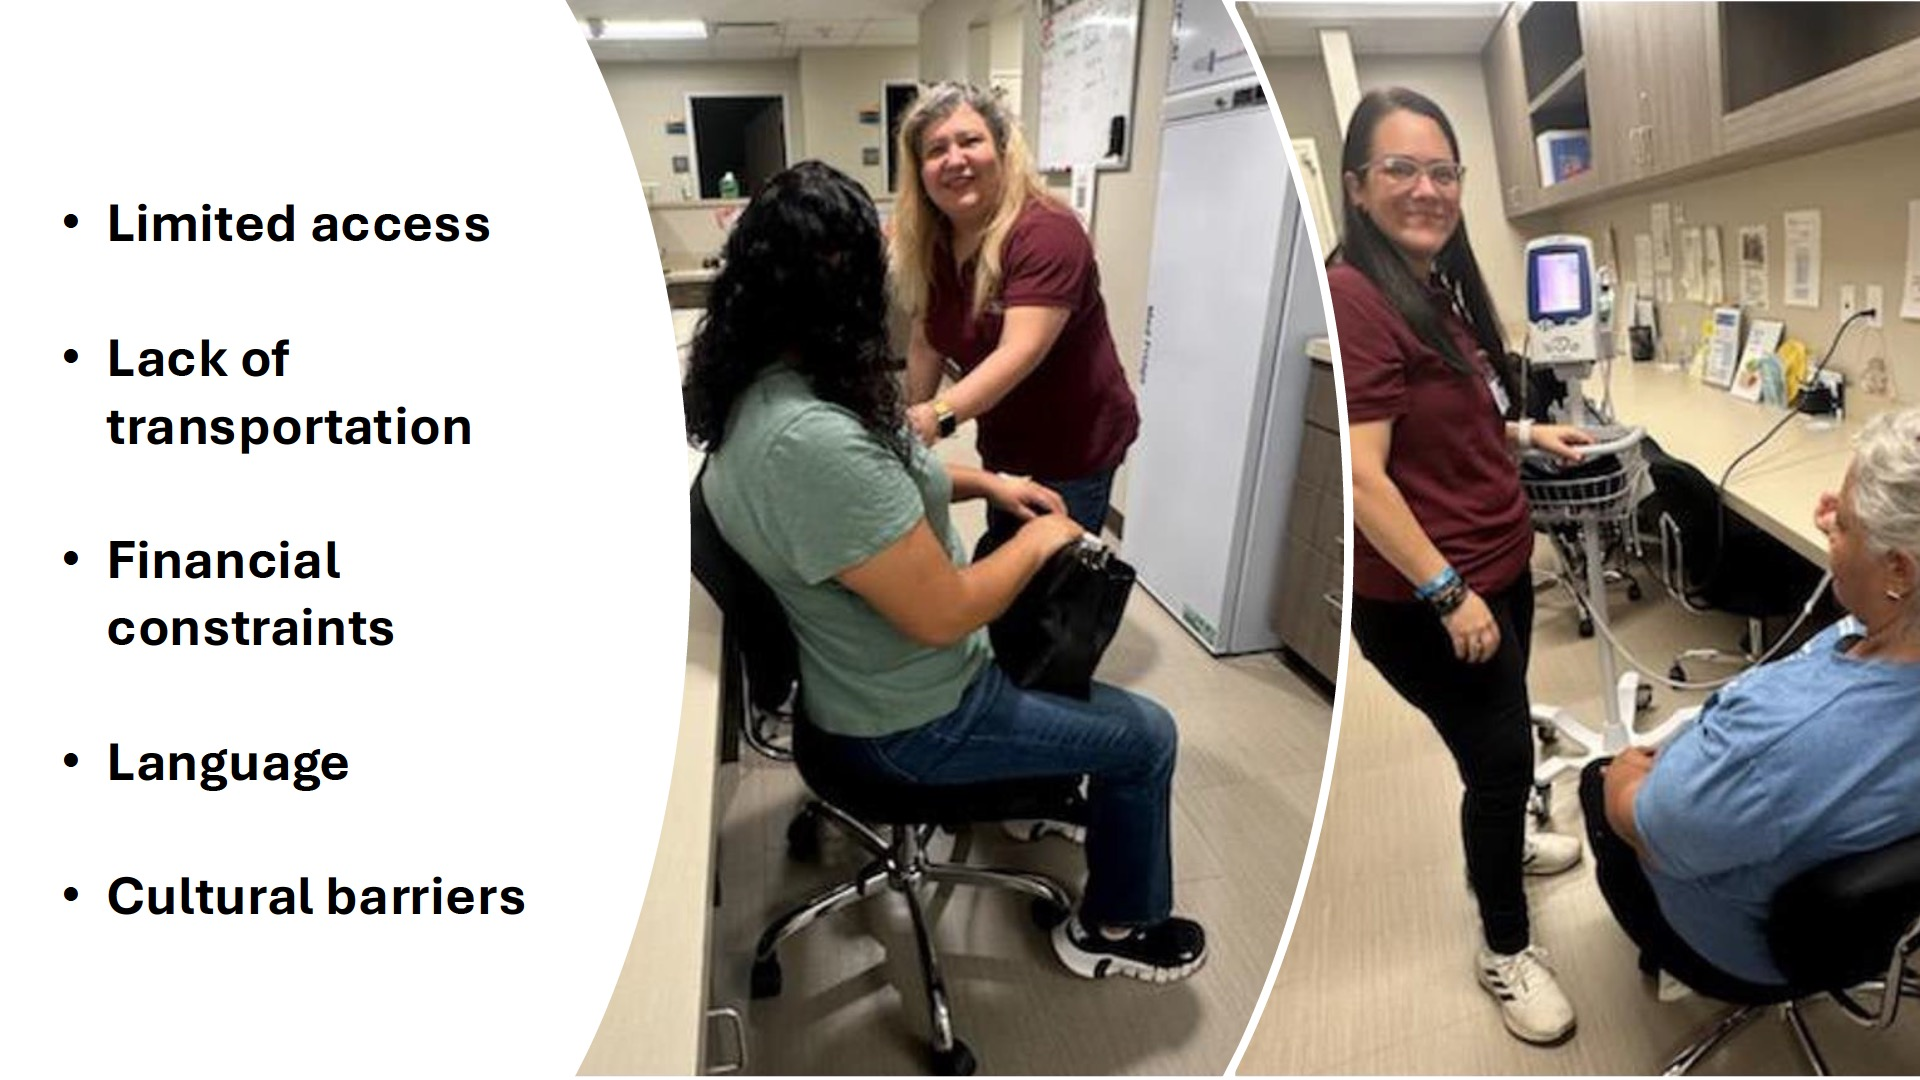 • Limited access
• Lack of
transportation
• Financial
constraints
• Language
• Cultural barriers